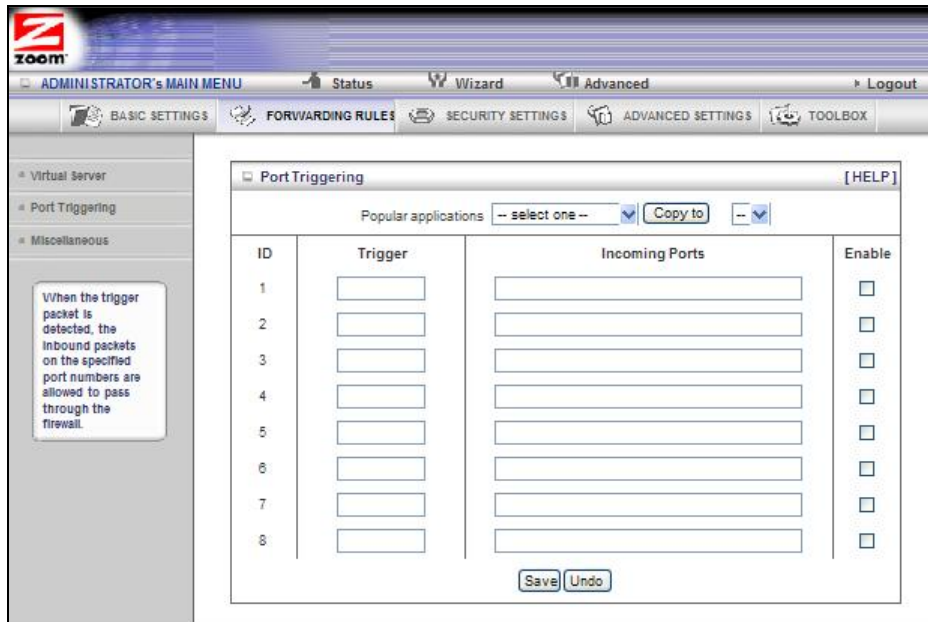 zoom
ADMINISTRATOR's MAIN MENU Status Wizard Advanced Logout
BASIC SETTINGS FORWARDING RULES SECURITY SETTINGS ADVANCED SETTINGS TOOLBOX
Virtual Server
Port Triggering
Miscellaneous
When the trigger
packet is
detected, the
inbound packets
on the specified
port numbers are
allowed to pass
through the
firewall.
Port Triggering [HELP]
Popular applications -- select one -- Copy to --
ID Trigger Incoming Ports Enable
1
2
3
4
5
6
7
8
Save Undo